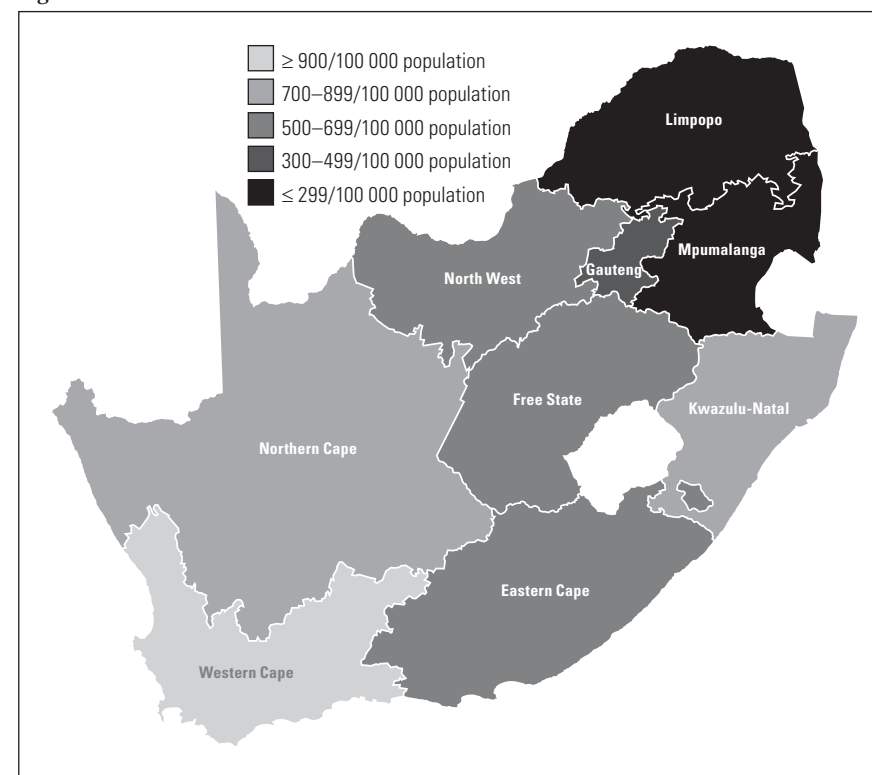 ≥ 900/100 000 population
700–899/100 000 population
500–699/100 000 population
300–499/100 000 population
≤ 299/100 000 population
Limpopo
Mpumalanga
Gauteng
North West
Free State
Kwazulu-Natal
Northern Cape
Eastern Cape
Western Cape